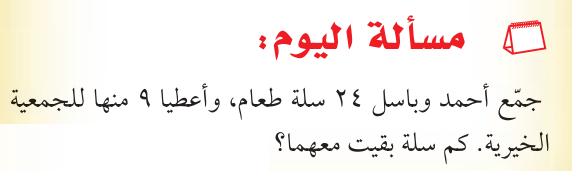 مسألة اليوم:
جمّع أحمد وباسل ٢٤ سلة طعام، وأعطيا ٩ منها للجمعية
الخيرية. كم سلة بقيت معهما؟